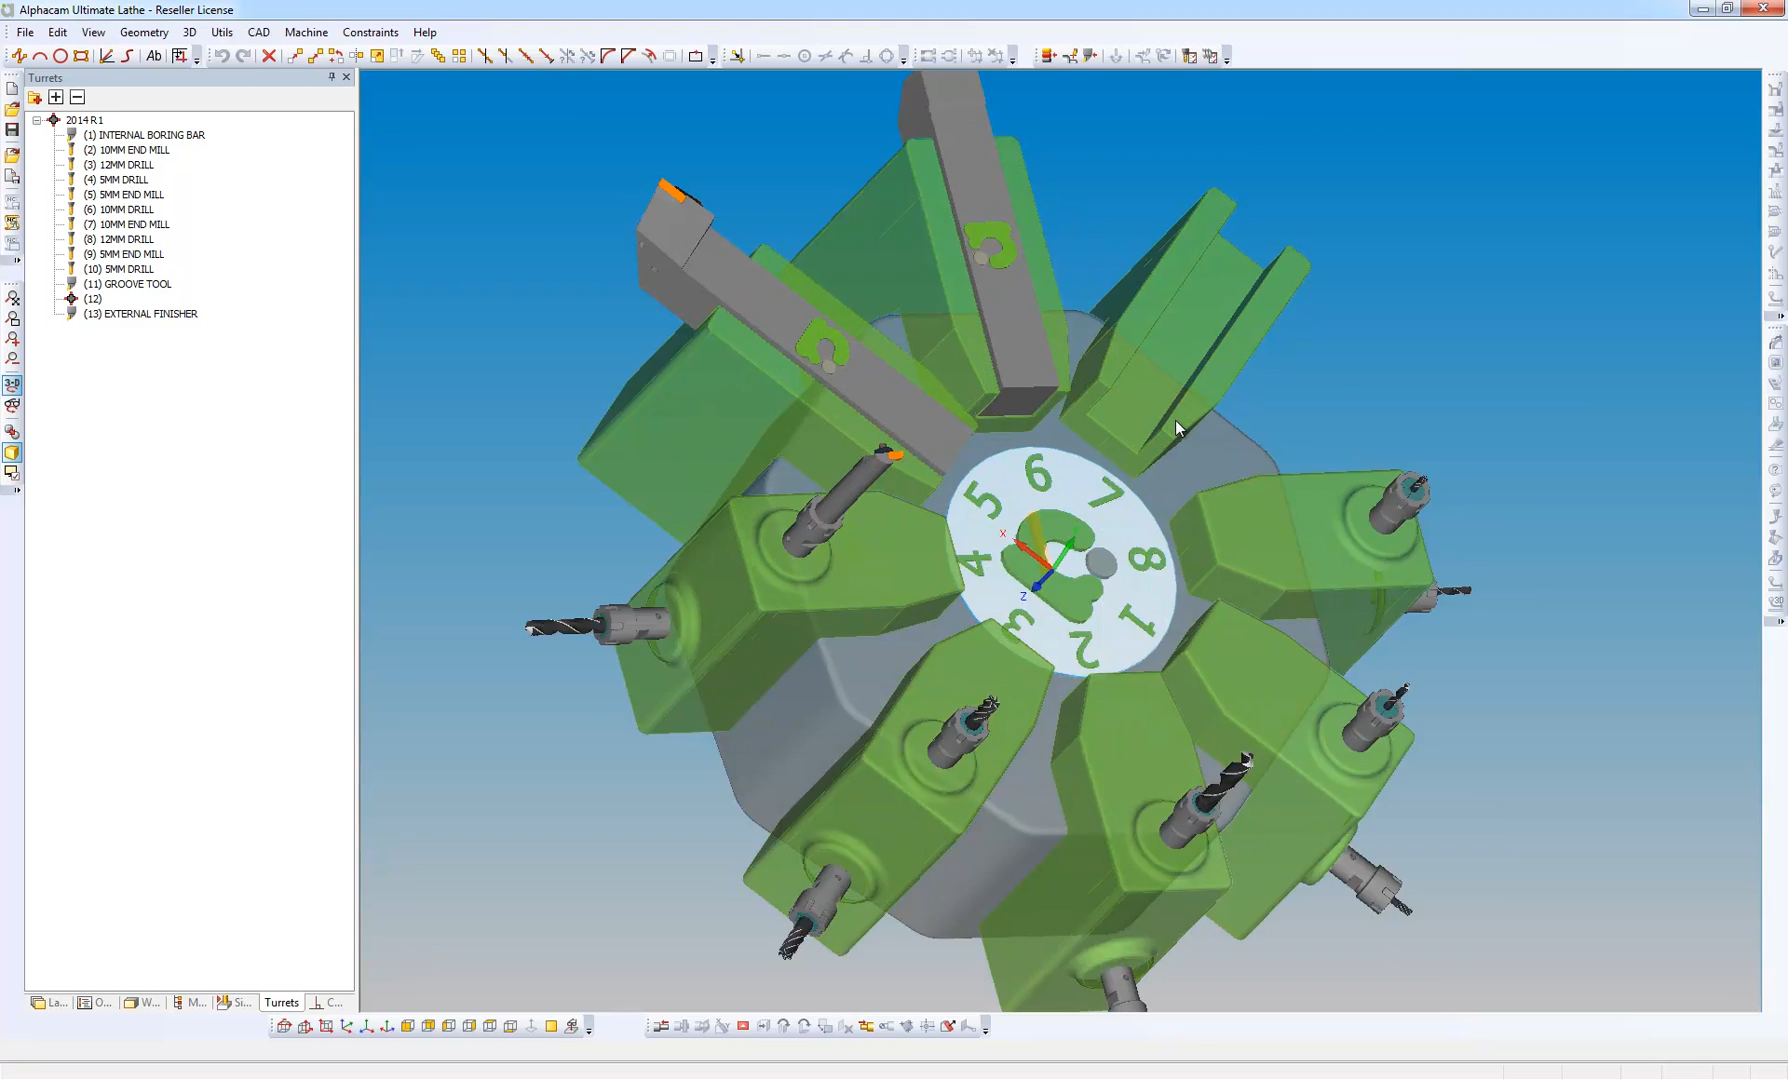 Alphacam Ultimate Lathe - Reseller License
File Edit View Geometry 3D Utils CAD Machine Constraints Help
Ab
Turrets
2014 R1
(1) INTERNAL BORING BAR
(2) 10MM END MILL
(3) 12MM DRILL
(4) 5MM DRILL
(5) 5MM END MILL
(6) 10MM DRILL
(7) 10MM END MILL
(8) 12MM DRILL
(9) 5MM END MILL
(10) 5MM DRILL
(11) GROOVE TOOL
(12)
(13) EXTERNAL FINISHER
3-D
6
5 7
X
4 8
Z
3 1
2
La... O... W... M... Si... Turrets C...